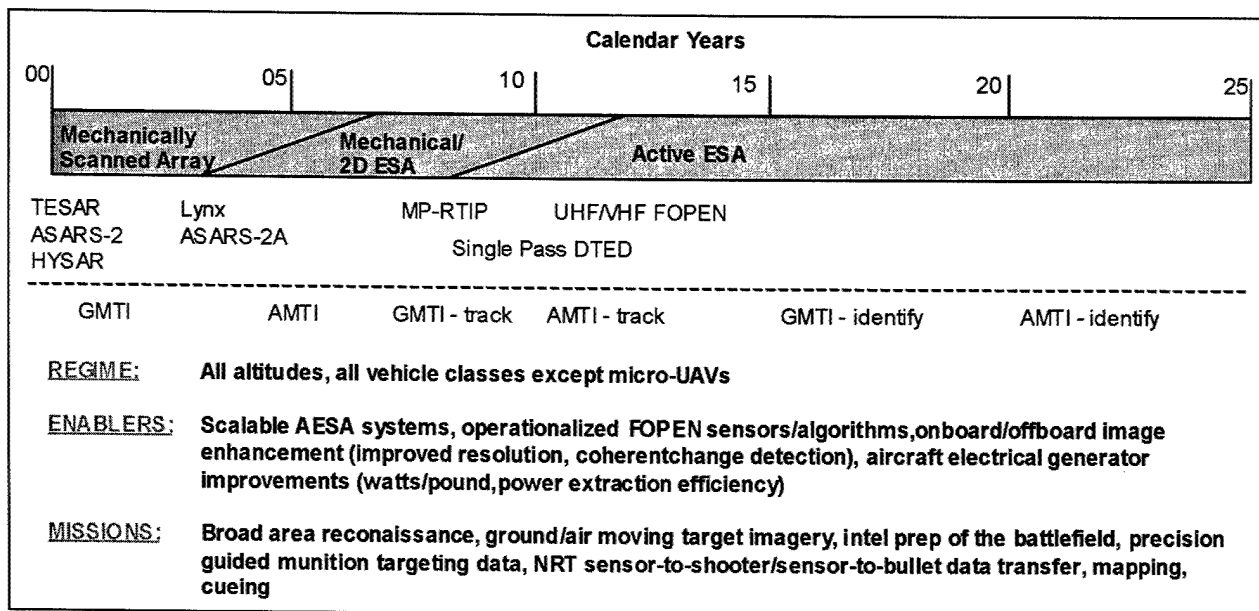 Calendar Years
00 05 10 15 20 25
Mechanically
Scanned Array
Mechanical/
2D ESA
Active ESA
TESAR Lynx MP-RTIP UHF/VHF FOPEN
ASARS-2 ASARS-2A Single Pass DTED
HYSAR
GMTI AMTI GMTI - track AMTI - track GMTI - identify AMTI - identify
REGIME: All altitudes, all vehicle classes except micro-UAVs
ENABLERS: Scalable AESA systems, operationalized FOPEN sensors/algorithms,onboard/offboard image
enhancement (improved resolution, coherentchange detection), aircraft electrical generator
improvements (watts/pound,power extraction efficiency)
MISSIONS: Broad area reconaissance, ground/air moving target imagery, intel prep of the battlefield, precision
guided munition targeting data, NRT sensor-to-shooter/sensor-to-bullet data transfer, mapping,
cueing